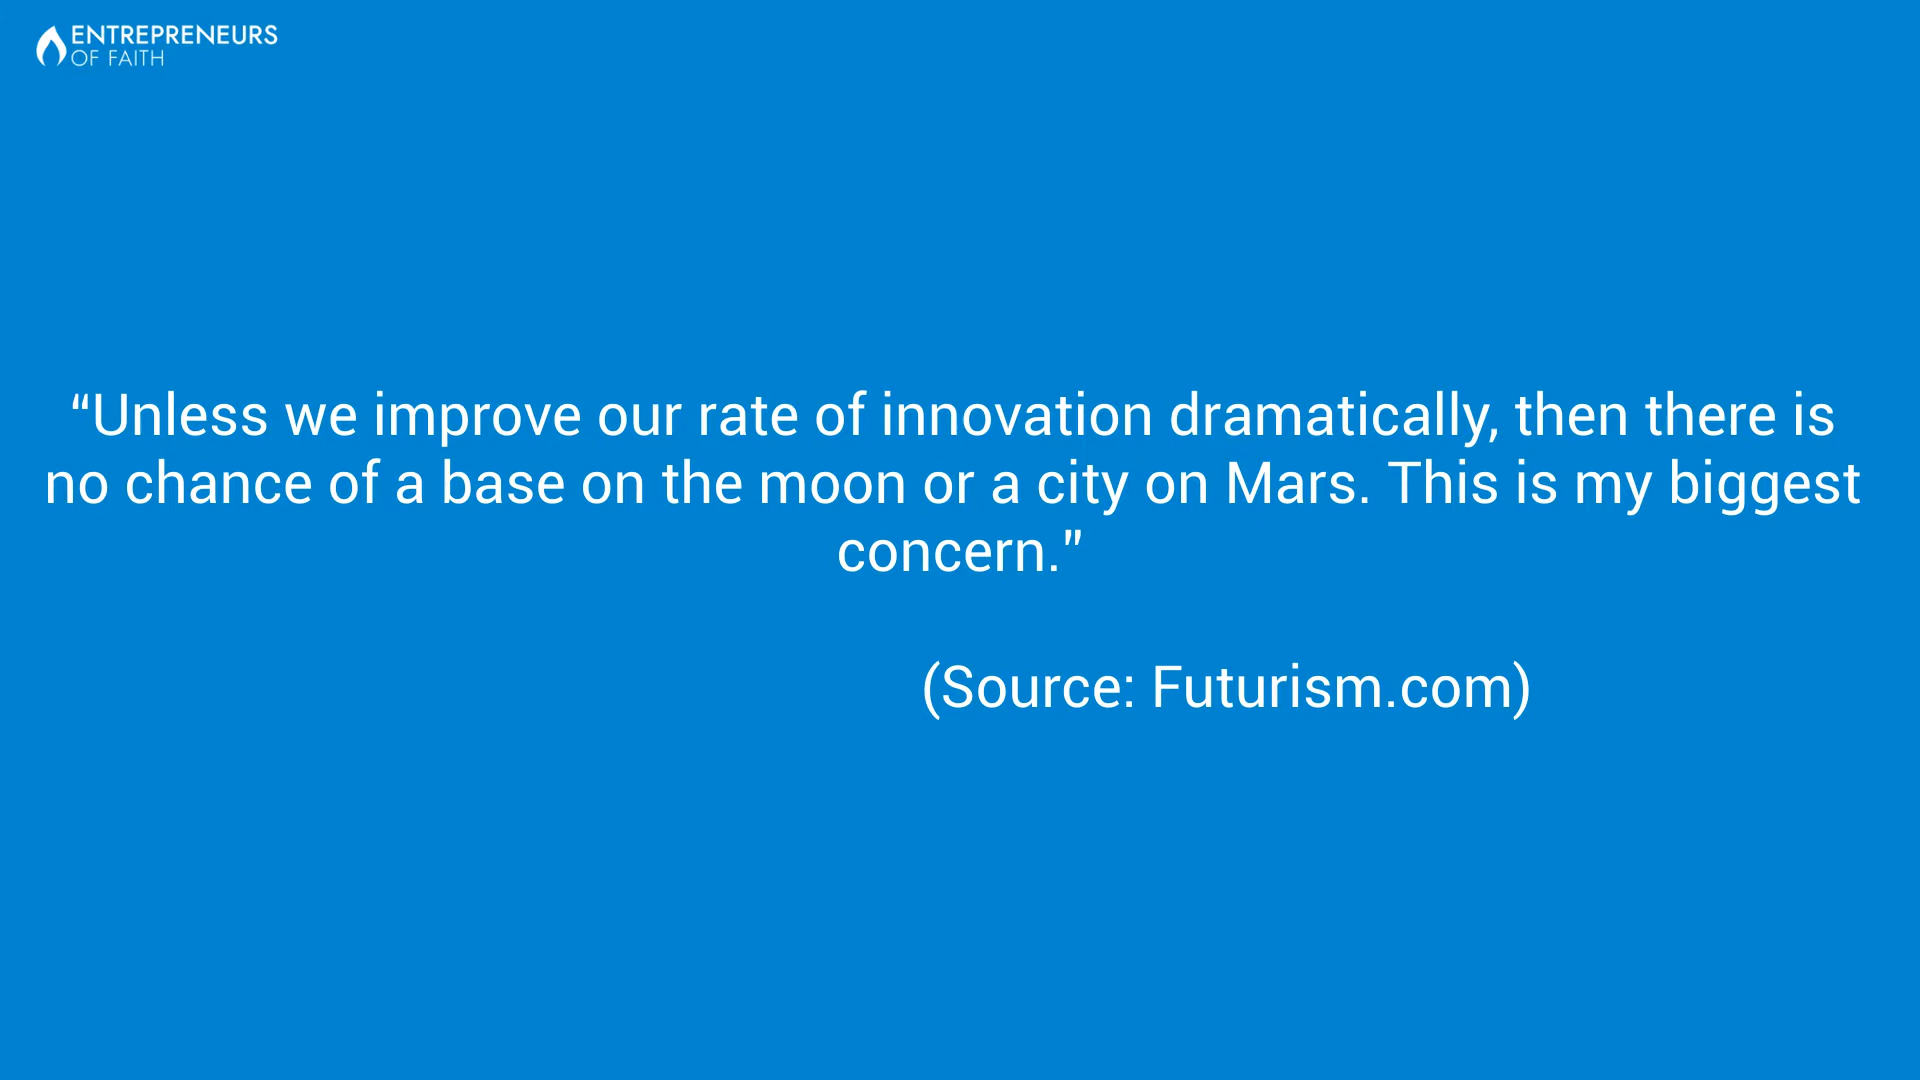 ENTREPRENEURS
OF FAITH
“Unless we improve our rate of innovation dramatically, then there is
no chance of a base on the moon or a city on Mars. This is my biggest
concern.”
(Source: Futurism.com)